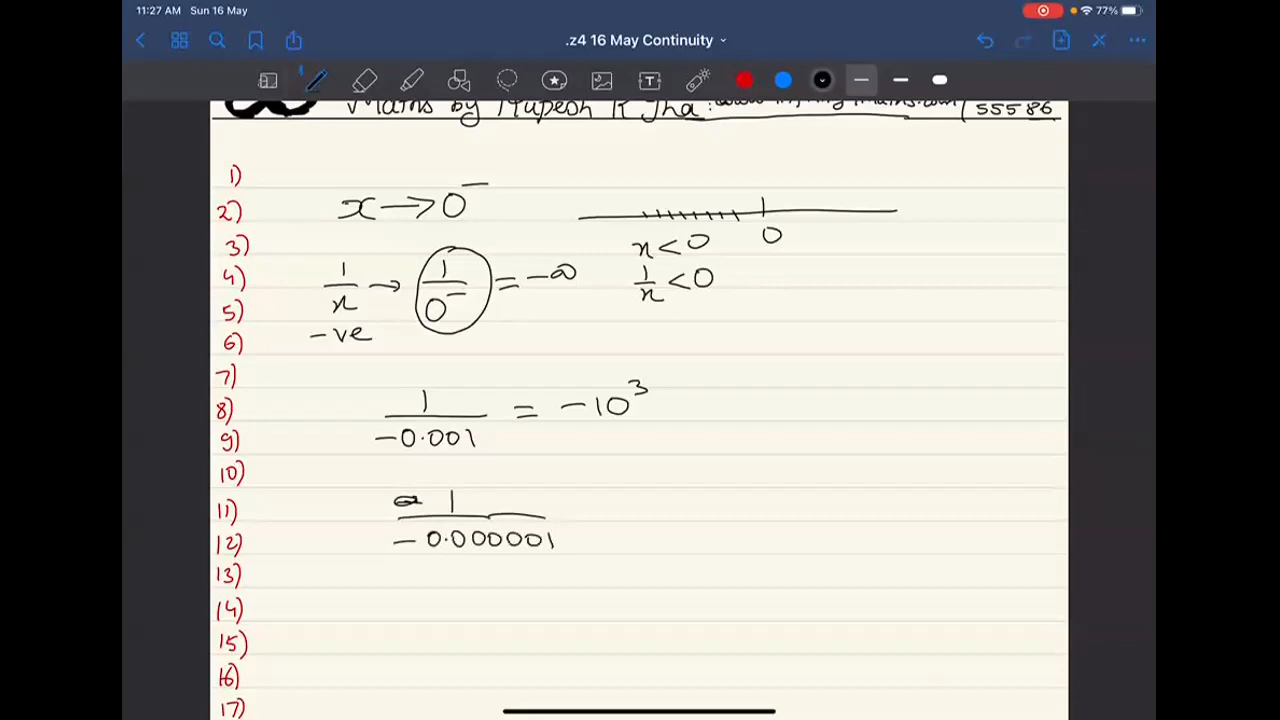 11:27 AM Sun 16 May
77%
.z4 16 May Continuity
Maths by Rupesh K Jha : 55586
1)
2) x → 0⁻ 0
3) x < 0
4) 1/x → 1/0⁻ = -∞ 1/x < 0
5)
6) -ve
7)
8) 1/-0.001 = -10³
9)
10)
11) 1/-0.000001
12)
13)
14)
15)
16)
17)